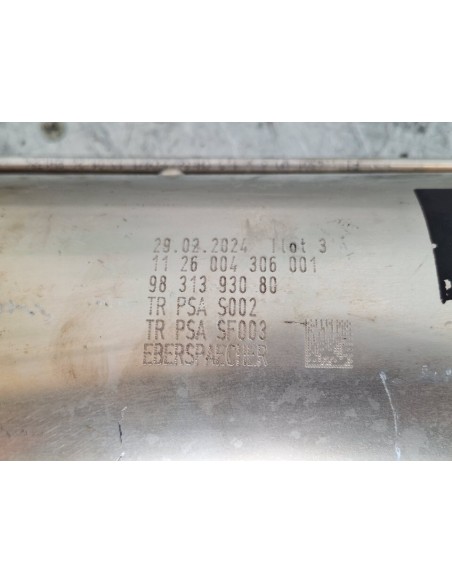 29.02.2024 Ilot 3
11 26 004 306 001
98 313 930 80
TR PSA S002
TR PSA SF003
EBERSPAECHER